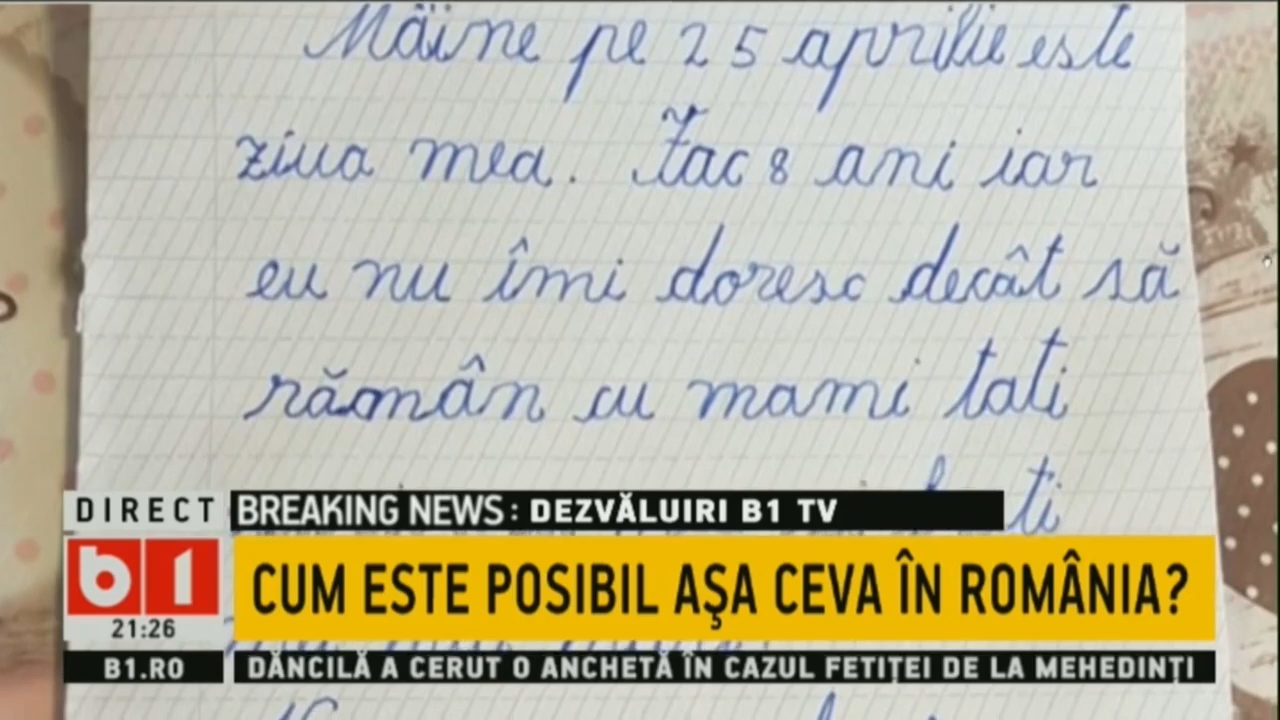 Mâine pe 25 aprilie este
ziua mea. Fac 8 ani iar
eu nu îmi doresc decât să
rămân cu mami tati
DIRECT
BREAKING NEWS: DEZVĂLUIRI B1 TV
b1
CUM ESTE POSIBIL AŞA CEVA ÎN ROMÂNIA?
21:26
B1.RO
DĂNCILĂ A CERUT O ANCHETĂ ÎN CAZUL FETIŢEI DE LA MEHEDINŢI